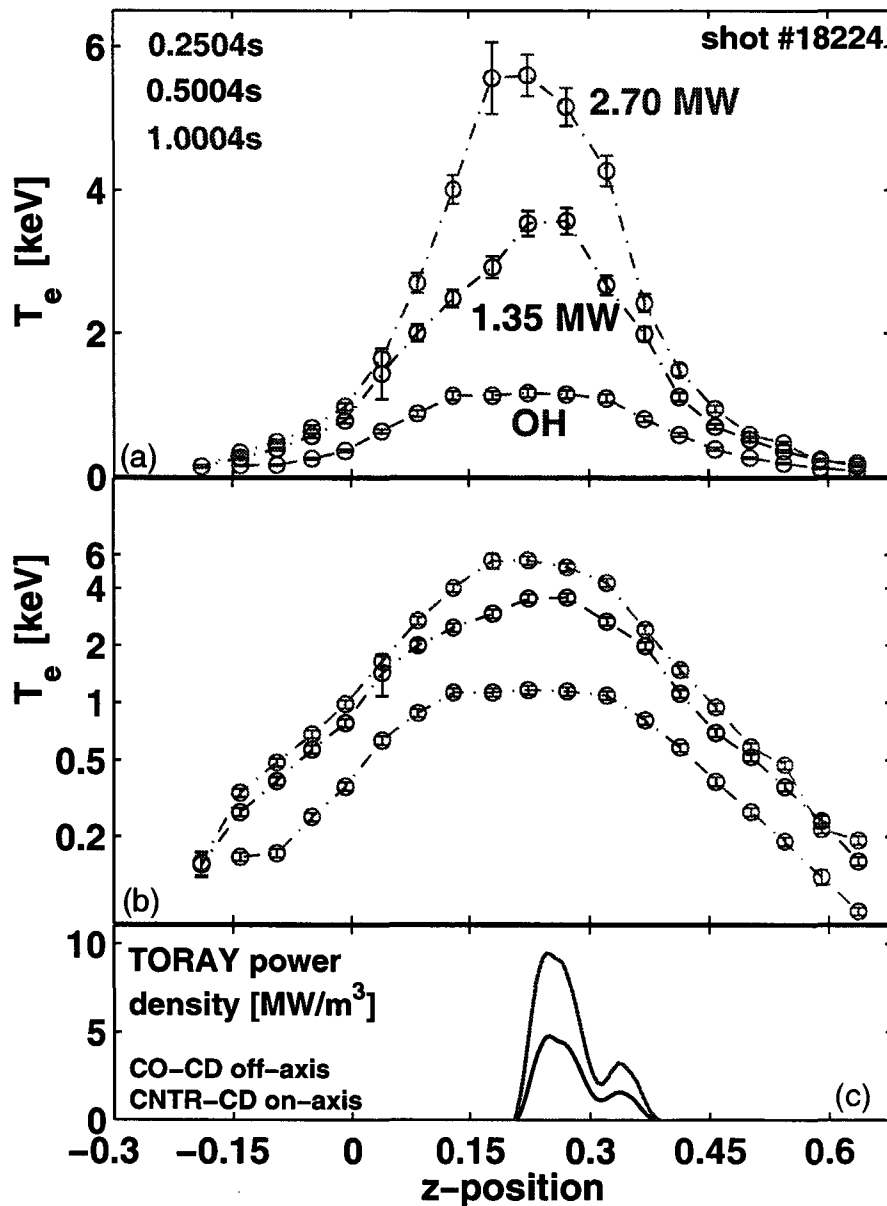 6
0.2504s
shot #18224
0.5004s
2.70 MW
1.0004s
4
T_e [keV]
1.35 MW
2
OH
(a)
0
6
4
T_e [keV]
2
1
0.5
0.2
(b)
10
TORAY power
density [MW/m^3]
5
CO-CD off-axis
CNTR-CD on-axis
(c)
0
-0.3 -0.15 0 0.15 0.3 0.45 0.6
z-position